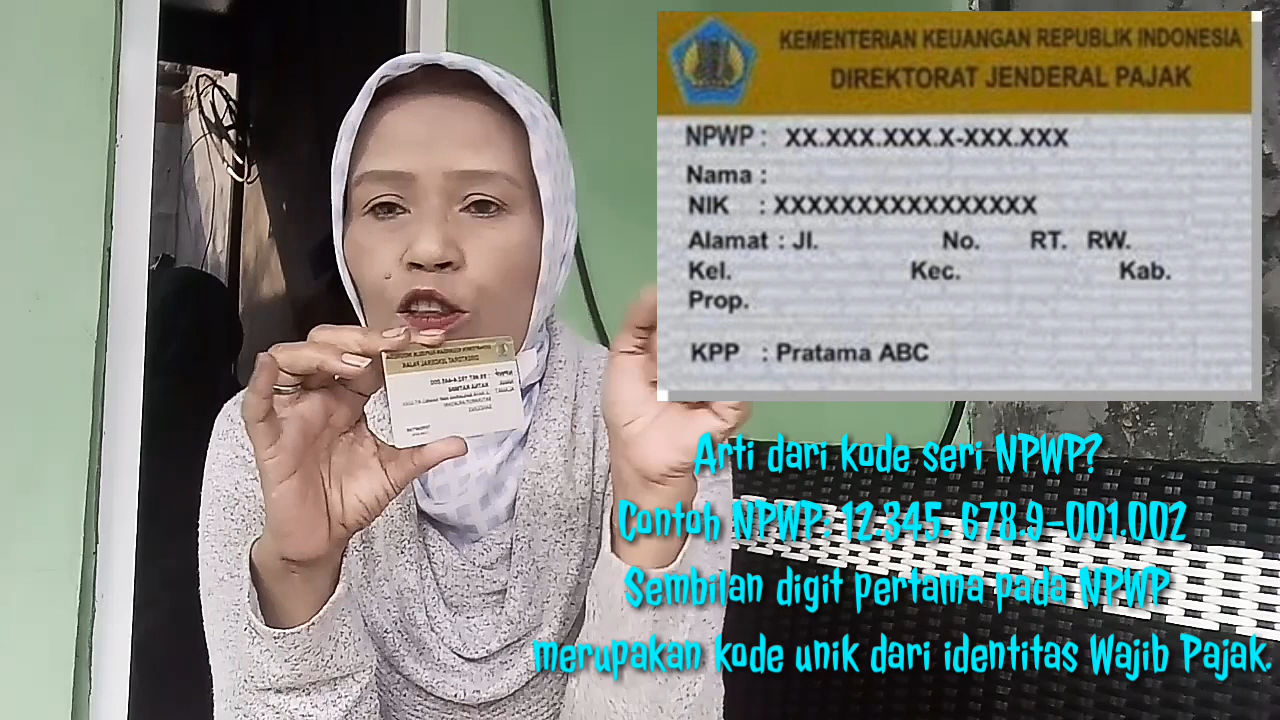 KEMENTERIAN KEUANGAN REPUBLIK INDONESIA
DIREKTORAT JENDERAL PAJAK
NPWP : XX.XXX.XXX.X-XXX.XXX
Nama :
NIK : XXXXXXXXXXXXXXXX
Alamat : Jl. No. RT. RW.
Kel. Kec. Kab.
Prop.
KPP : Pratama ABC
Arti dari kode seri NPWP?
Contoh NPWP: 12.345. 678.9-001.002
Sembilan digit pertama pada NPWP
merupakan kode unik dari identitas Wajib Pajak.